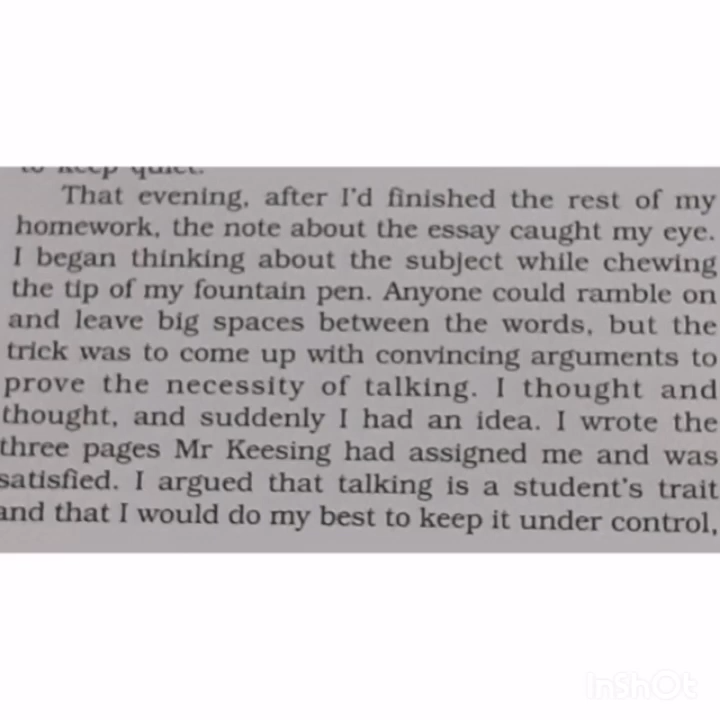 to keep quiet.
That evening, after I'd finished the rest of my
homework, the note about the essay caught my eye.
I began thinking about the subject while chewing
the tip of my fountain pen. Anyone could ramble on
and leave big spaces between the words, but the
trick was to come up with convincing arguments to
prove the necessity of talking. I thought and
thought, and suddenly I had an idea. I wrote the
three pages Mr Keesing had assigned me and was
satisfied. I argued that talking is a student's trait
and that I would do my best to keep it under control,
InShOt